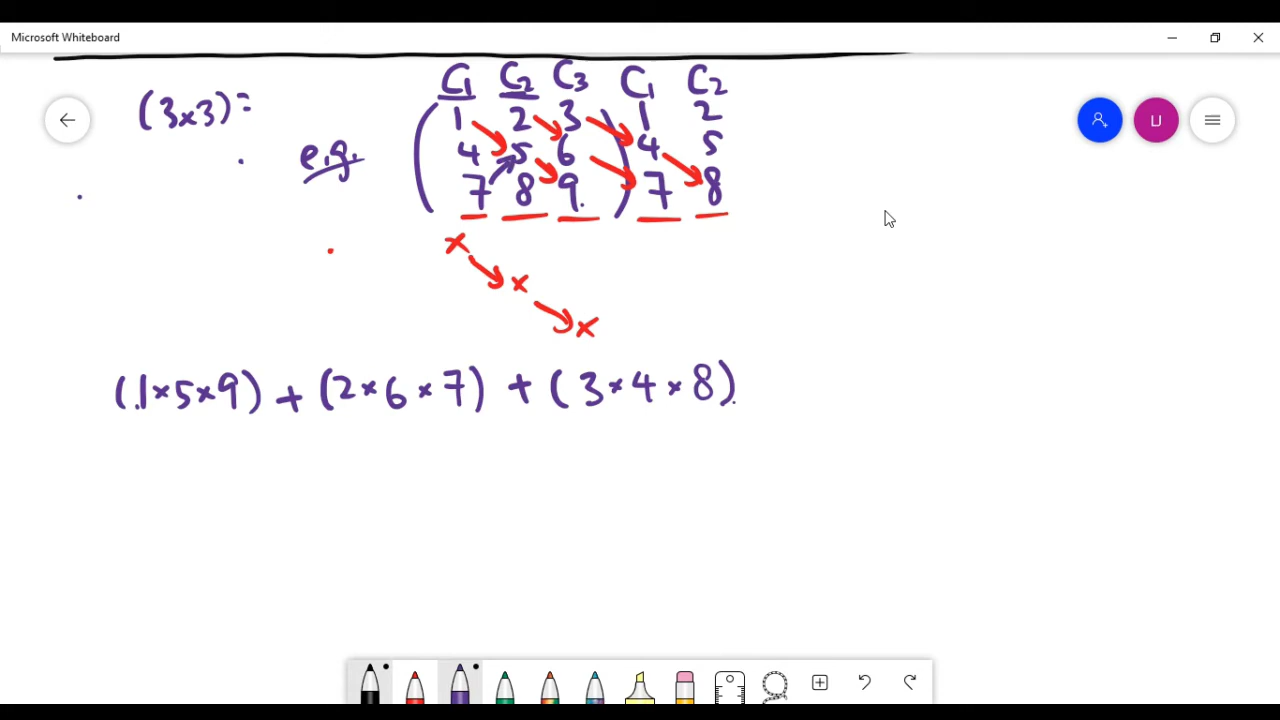 Microsoft Whiteboard
C₁ C₂ C₃ C₁ C₂
(3×3)=
e.g. ( 1 2 3 ) 1 2
4 5 6 4 5
7 8 9. 7 8
x
x
x
(1×5×9) + (2×6×7) + (3×4×8)